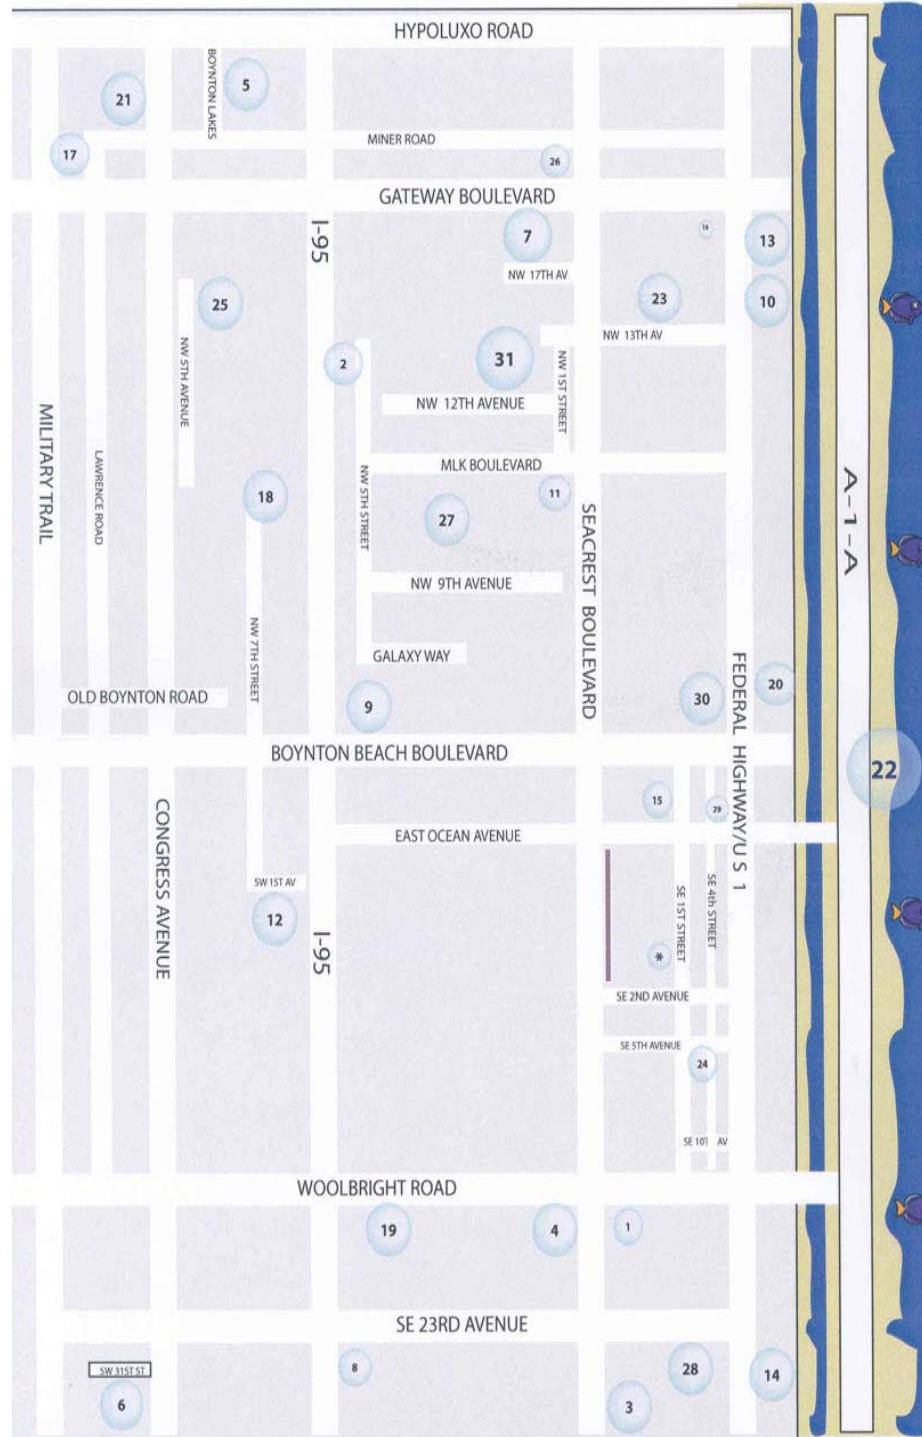 HYPOLUXO ROAD
BOYNTON LAKES
5
21
MINER ROAD
17
26
GATEWAY BOULEVARD
I-95
7
16
13
NW 17TH AV
25
23
10
NW 13TH AV
2
31
NW 5TH AVENUE
NW 1ST STREET
NW 12TH AVENUE
MILITARY TRAIL
LAWRENCE ROAD
MLK BOULEVARD
A-1-A
18
NW 5TH STREET
27
11
SEACREST BOULEVARD
NW 9TH AVENUE
NW 7TH STREET
GALAXY WAY
FEDERAL HIGHWAY/U S 1
OLD BOYNTON ROAD
9
30
20
BOYNTON BEACH BOULEVARD
22
CONGRESS AVENUE
15
29
EAST OCEAN AVENUE
SW 1ST AV
12
SE 1ST STREET
SE 4th STREET
I-95
*
SE 2ND AVENUE
SE 5TH AVENUE
24
SE 10T AV
WOOLBRIGHT ROAD
19
4
1
SE 23RD AVENUE
SW 31ST ST
8
28
14
6
3